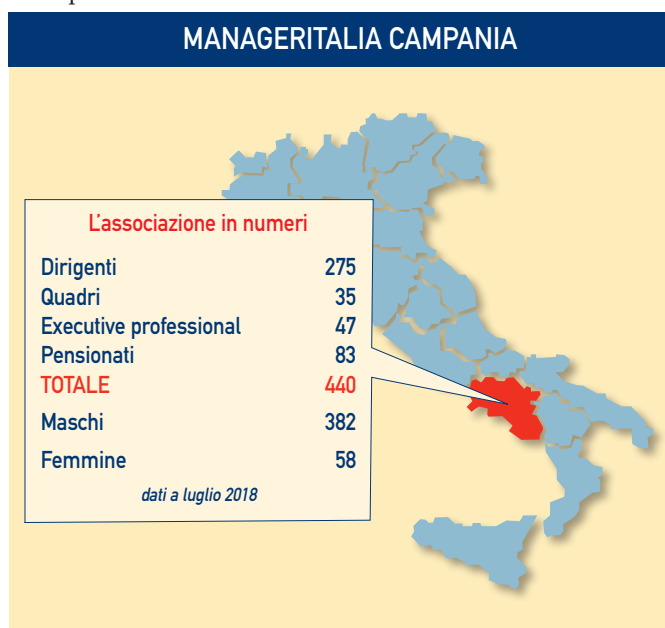 MANAGERITALIA CAMPANIA
L'associazione in numeri
Dirigenti 275
Quadri 35
Executive professional 47
Pensionati 83
TOTALE 440
Maschi 382
Femmine 58
dati a luglio 2018